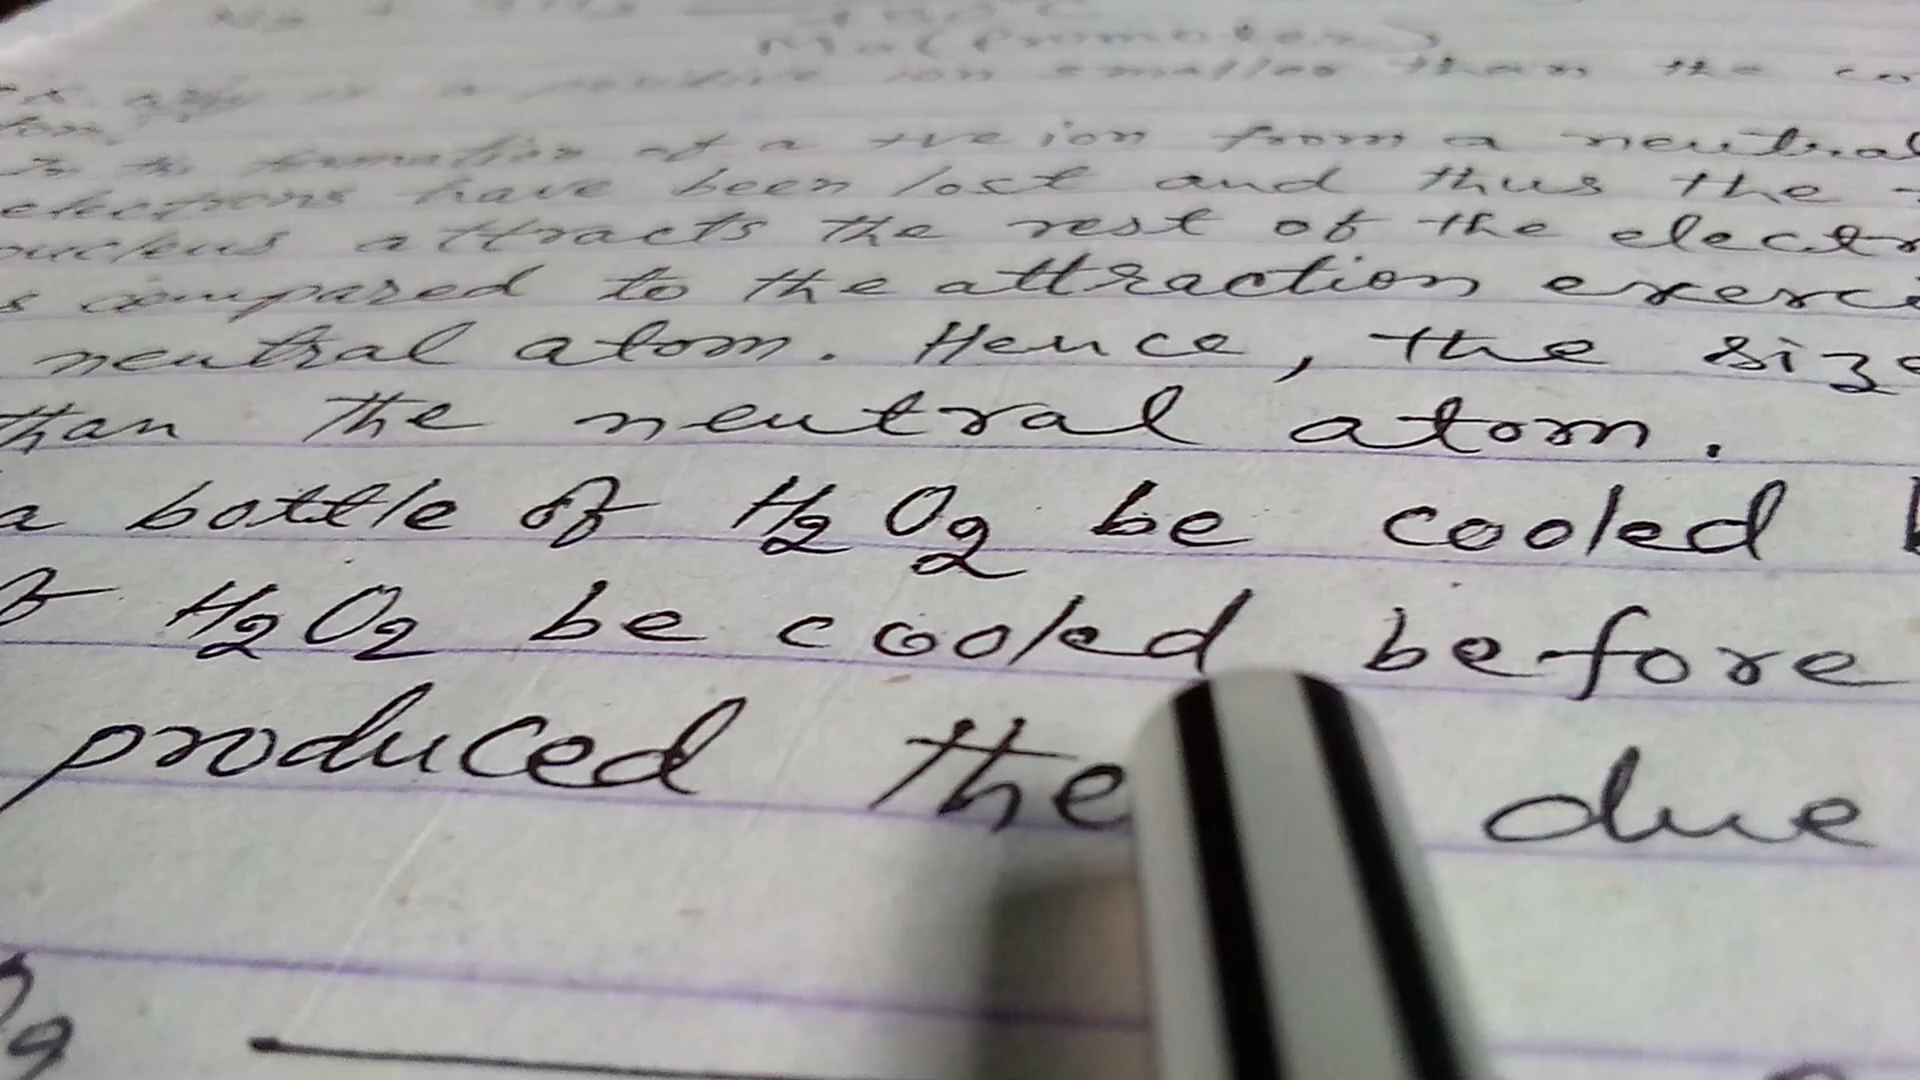 Mo (Promoter)
is a positive ion smaller than the
In the formation of a +ve ion from a neutral
electrons have been lost and thus the
nucleus attracts the rest of the electr
s compared to the attraction exerci
neutral atom. Hence, the size
than the neutral atom.
a bottle of H2O2 be cooled
of H2O2 be cooled before
produced the due